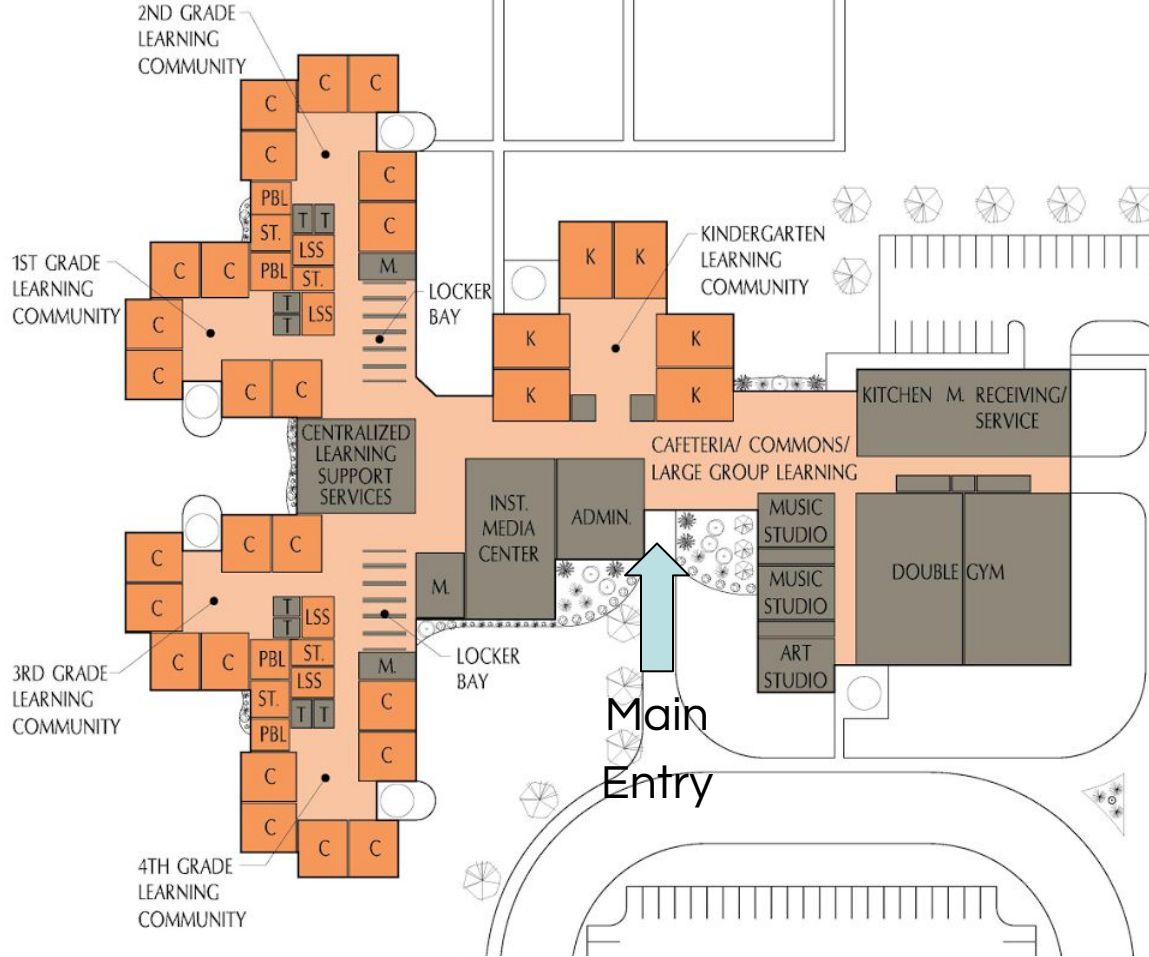 2ND GRADE
LEARNING
COMMUNITY
C
C
C
C
C
C
PBL
T
T
ST.
LSS
C
M.
C
C
PBL
ST.
1ST GRADE
LEARNING
COMMUNITY
T
T
LSS
LOCKER
BAY
C
C
C
C
K
K
KINDERGARTEN
LEARNING
COMMUNITY
K
K
K
K
CENTRALIZED
LEARNING
SUPPORT
SERVICES
KITCHEN M. RECEIVING/
SERVICE
CAFETERIA/ COMMONS/
LARGE GROUP LEARNING
INST.
MEDIA
CENTER
ADMIN.
MUSIC
STUDIO
MUSIC
STUDIO
ART
STUDIO
DOUBLE GYM
M.
C
C
C
C
T
T
LSS
C
C
PBL
ST.
LSS
M.
LOCKER
BAY
3RD GRADE
LEARNING
COMMUNITY
ST.
T
T
C
PBL
C
C
C
C
C
4TH GRADE
LEARNING
COMMUNITY
Main
Entry